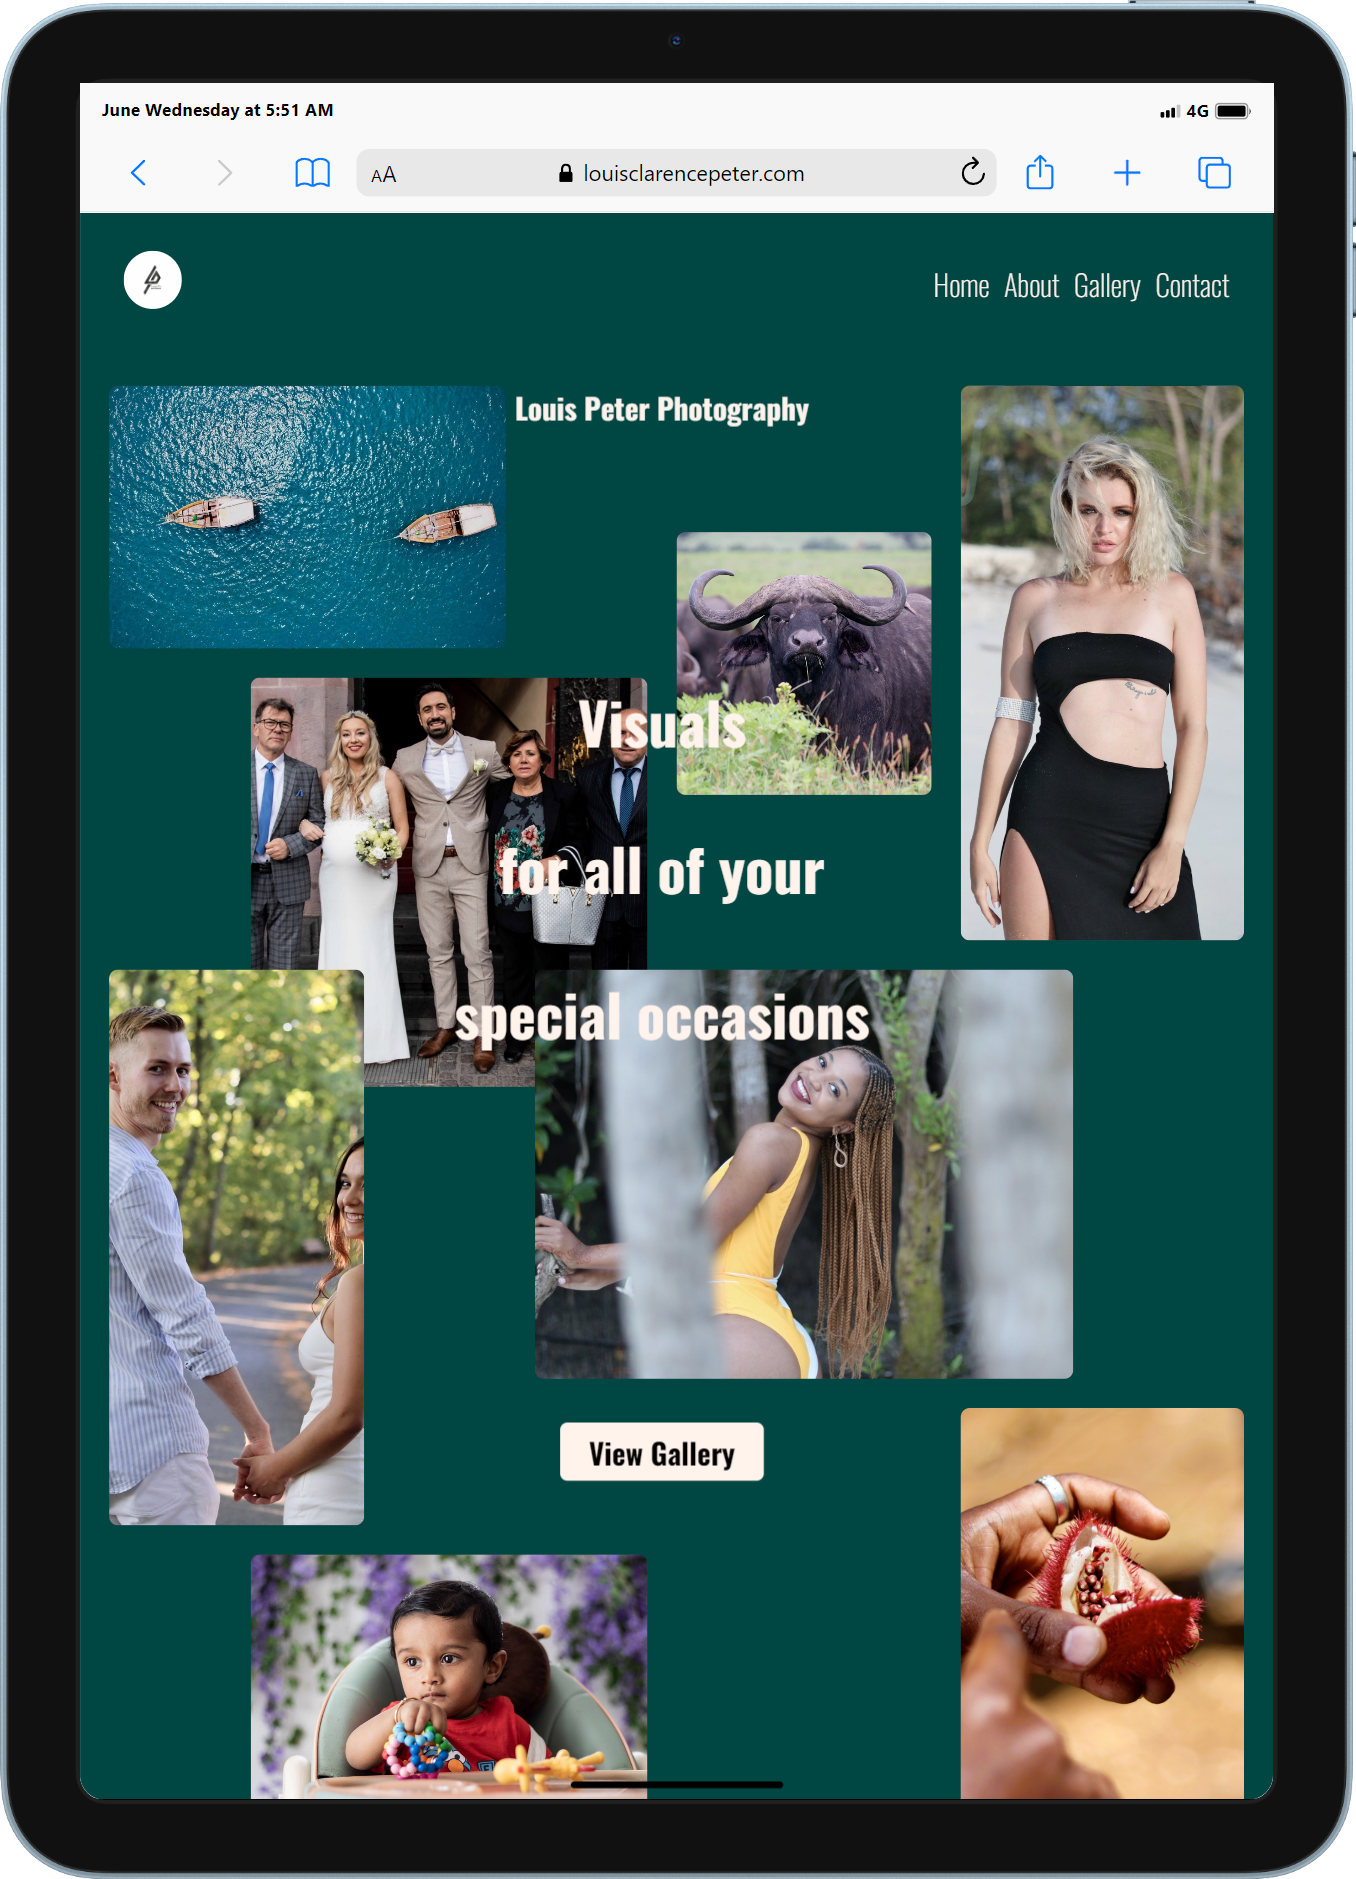 June Wednesday at 5:51 AM
4G
AA
louisclarencepeter.com
Home About Gallery Contact
Louis Peter Photography
Visuals
for all of your
special occasions
View Gallery